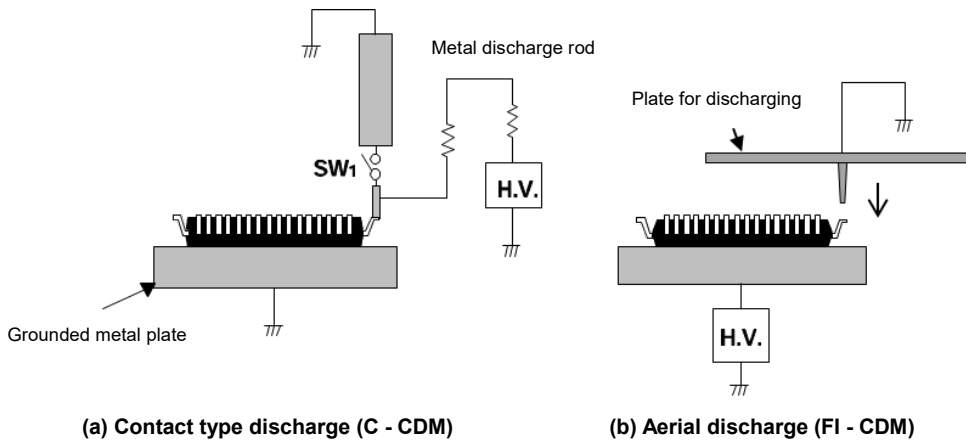 Metal discharge rod
SW1
H.V.
Grounded metal plate
(a) Contact type discharge (C - CDM)
Plate for discharging
H.V.
(b) Aerial discharge (FI - CDM)